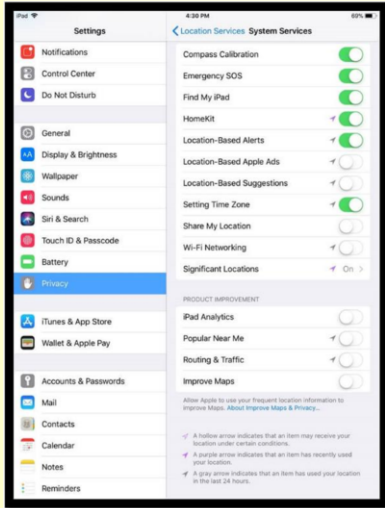 iPad
4:30 PM
69%
Settings
Location Services
System Services
Notifications
Control Center
Do Not Disturb
General
Display & Brightness
Wallpaper
Sounds
Siri & Search
Touch ID & Passcode
Battery
Privacy
iTunes & App Store
Wallet & Apple Pay
Accounts & Passwords
Mail
Contacts
Calendar
Notes
Reminders
Compass Calibration
Emergency SOS
Find My iPad
HomeKit
Location-Based Alerts
Location-Based Apple Ads
Location-Based Suggestions
Setting Time Zone
Share My Location
Wi-Fi Networking
Significant Locations On
PRODUCT IMPROVEMENT
iPad Analytics
Popular Near Me
Routing & Traffic
Improve Maps
Allow Apple to use your frequent location information to
Improve Maps. About Improve Maps & Privacy...
A hollow arrow indicates that an item may receive your
location under certain conditions.
A purple arrow indicates that an item has recently used
your location.
A gray arrow indicates that an item has used your location
in the last 24 hours.